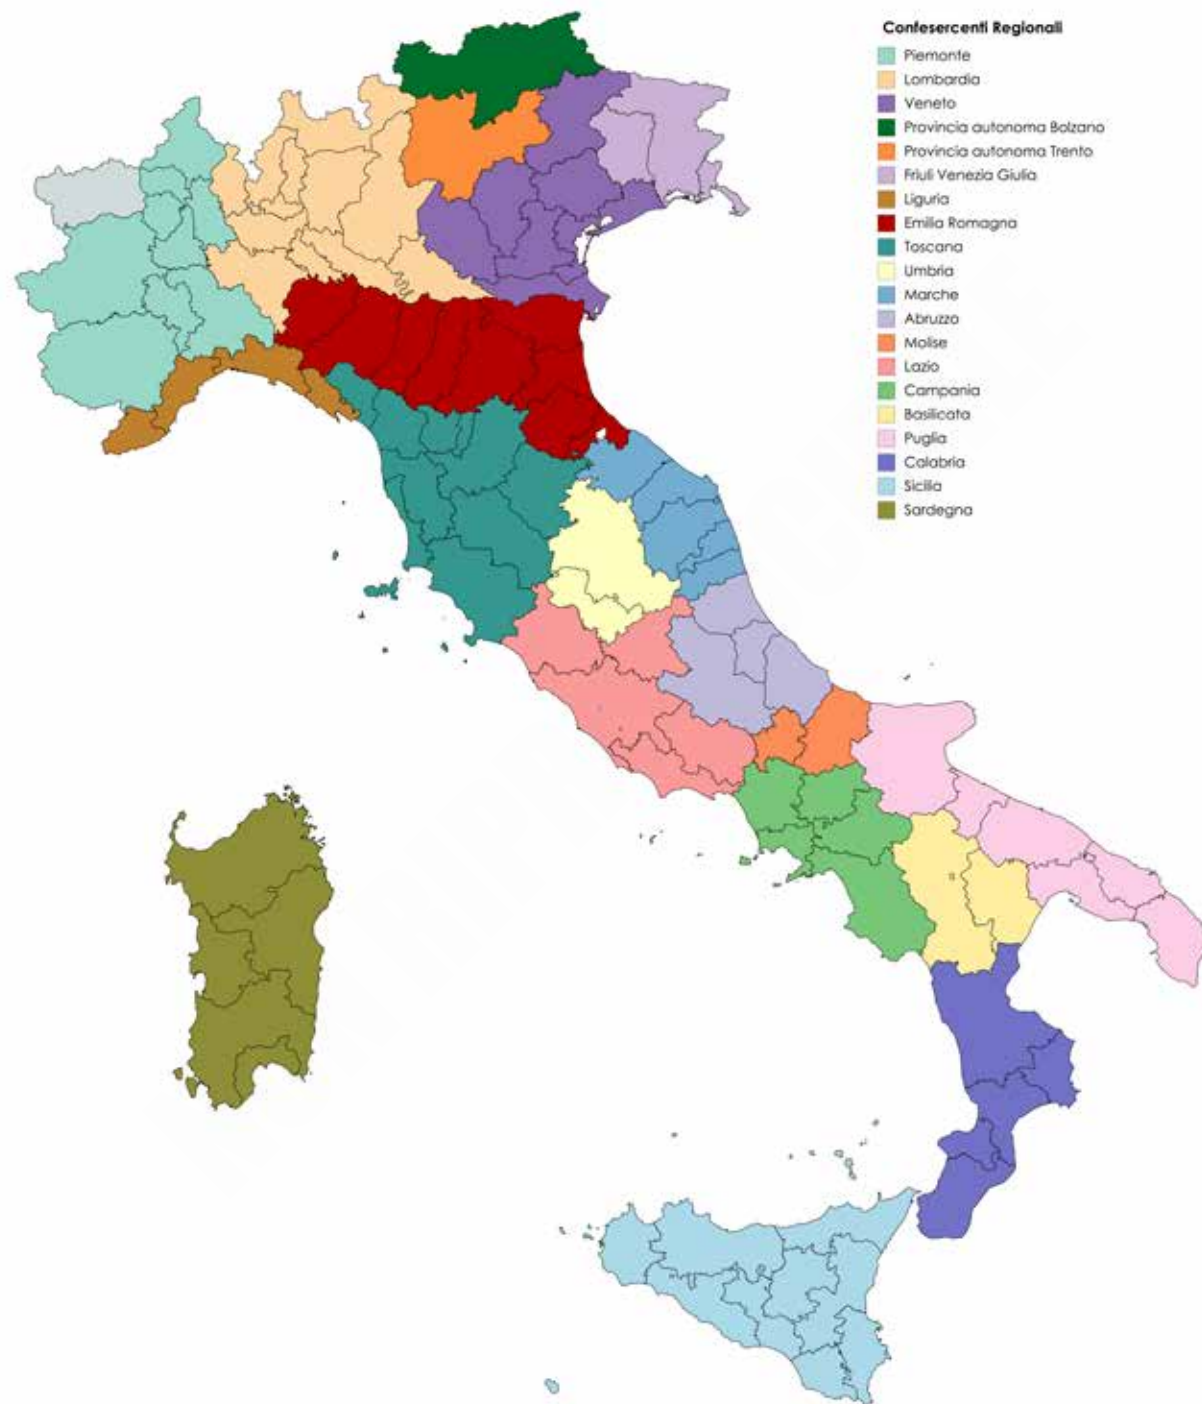 Confesercenti Regionali
Piemonte
Lombardia
Veneto
Provincia autonoma Bolzano
Provincia autonoma Trento
Friuli Venezia Giulia
Liguria
Emilia Romagna
Toscana
Umbria
Marche
Abruzzo
Molise
Lazio
Campania
Basilicata
Puglia
Calabria
Sicilia
Sardegna